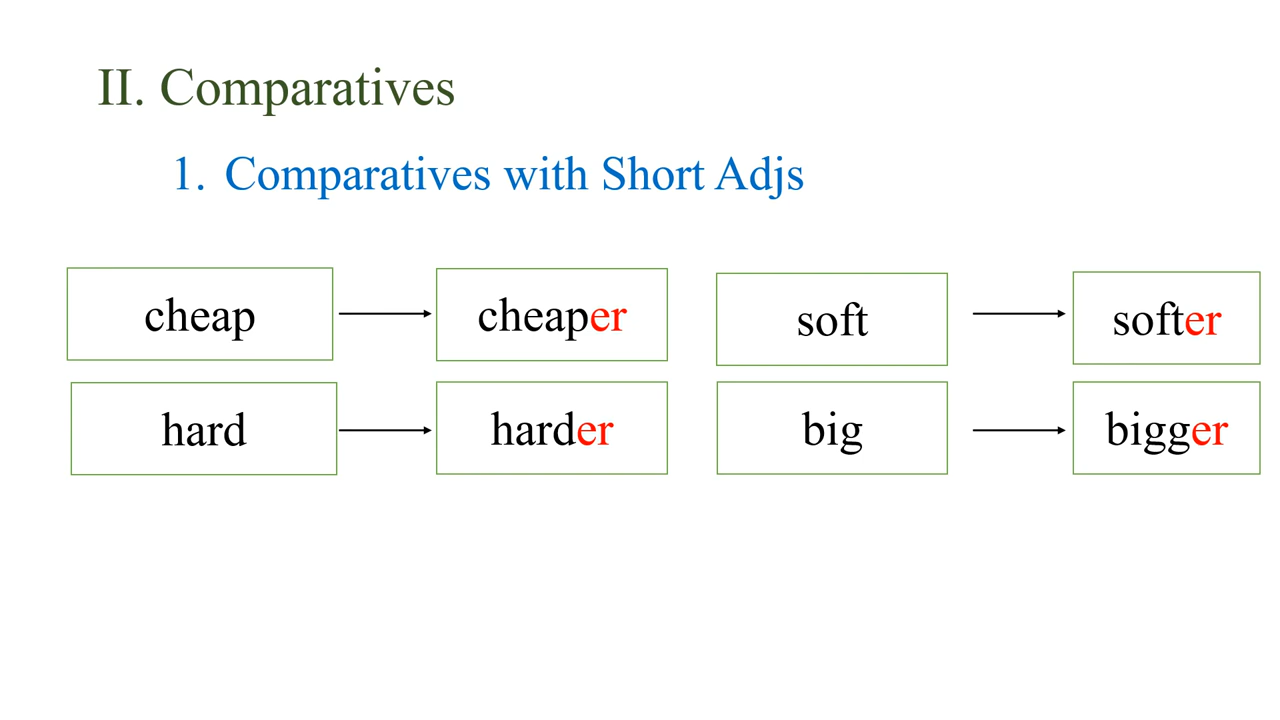 II. Comparatives
1. Comparatives with Short Adjs
cheap cheaper soft softer
hard harder big bigger